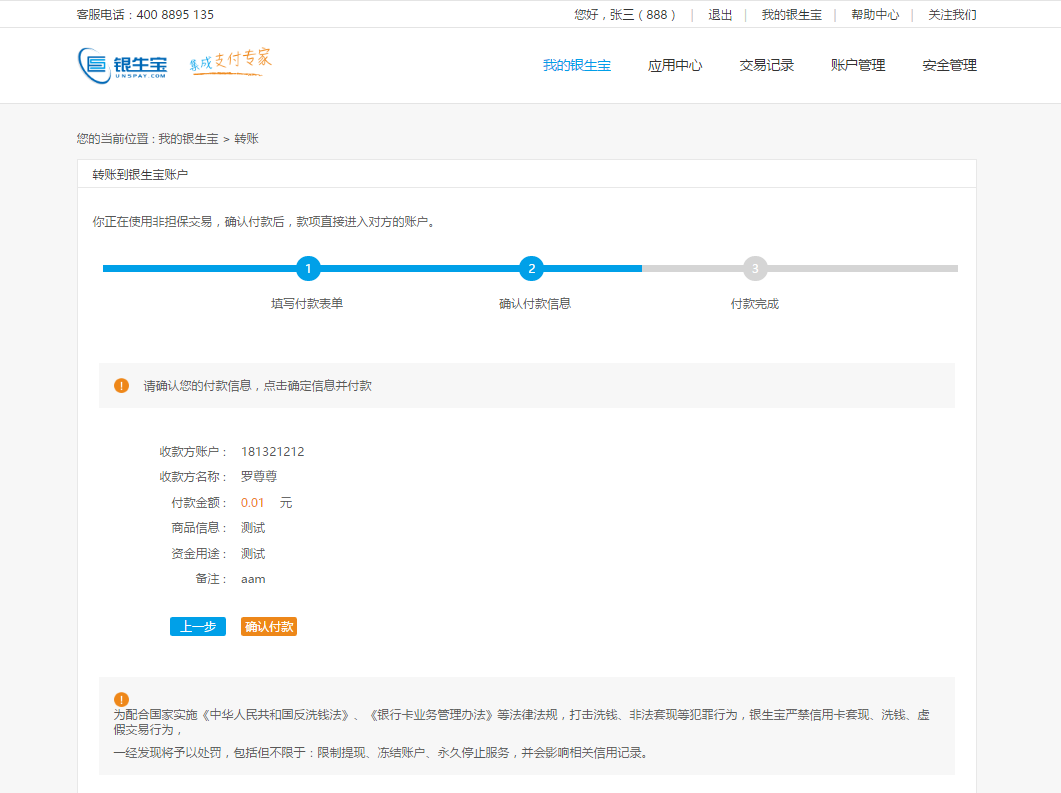 客服电话：400 8895 135
您好，张三（888） | 退出 | 我的银生宝 | 帮助中心 | 关注我们
银生宝
UNSPAY.COM
集成支付专家
我的银生宝 应用中心 交易记录 账户管理 安全管理
您的当前位置：我的银生宝 > 转账
转账到银生宝账户
你正在使用非担保交易，确认付款后，款项直接进入对方的账户。
1 2 3
填写付款表单 确认付款信息 付款完成
! 请确认您的付款信息，点击确定信息并付款
收款方账户： 181321212
收款方名称： 罗尊尊
付款金额： 0.01 元
商品信息： 测试
资金用途： 测试
备注： aam
上一步 确认付款
!
为配合国家实施《中华人民共和国反洗钱法》、《银行卡业务管理办法》等法律法规，打击洗钱、非法套现等犯罪行为，银生宝严禁信用卡套现、洗钱、虚
假交易行为，
一经发现将予以处罚，包括但不限于：限制提现、冻结账户、永久停止服务，并会影响相关信用记录。